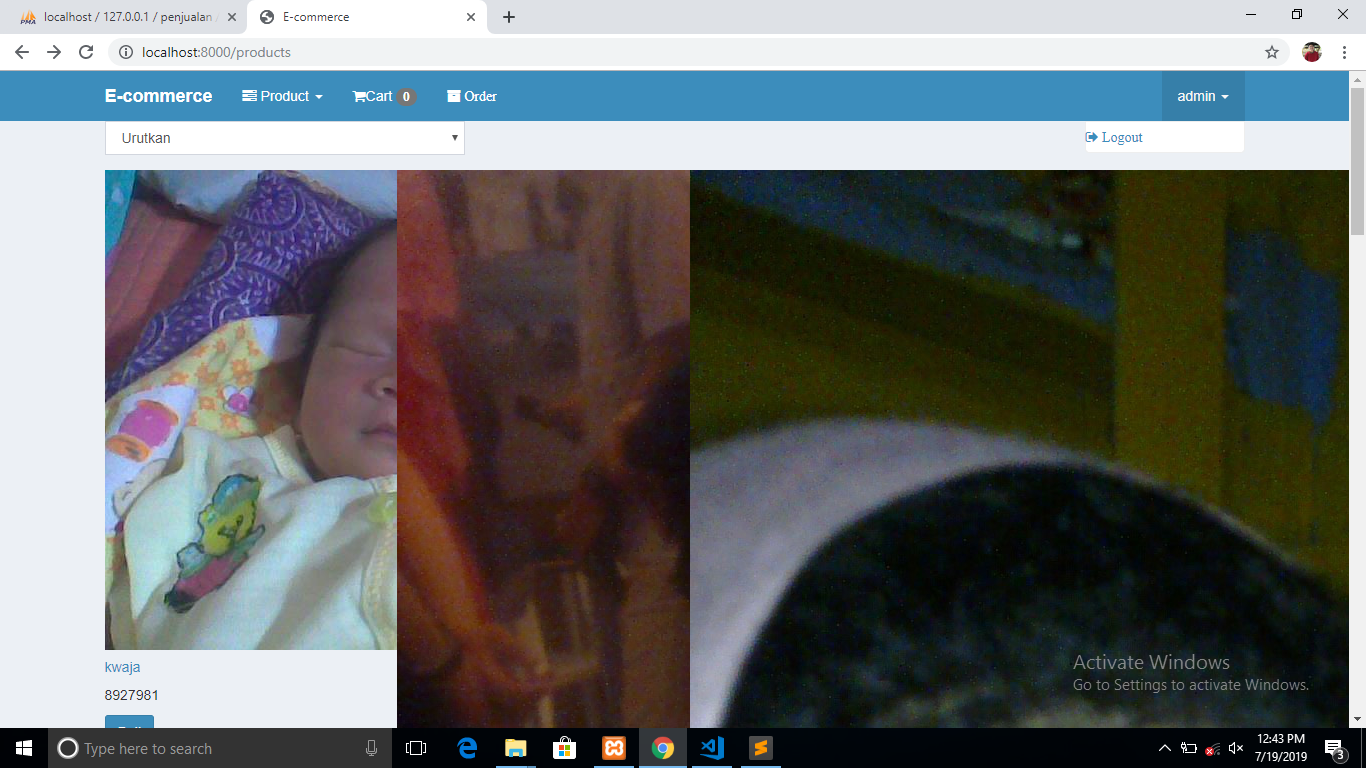 localhost / 127.0.0.1 / penjualan
E-commerce
localhost:8000/products
E-commerce
Product
Cart 0
Order
admin
Urutkan
Logout
kwaja
8927981
Activate Windows
Go to Settings to activate Windows.
Type here to search
12:43 PM
7/19/2019
3